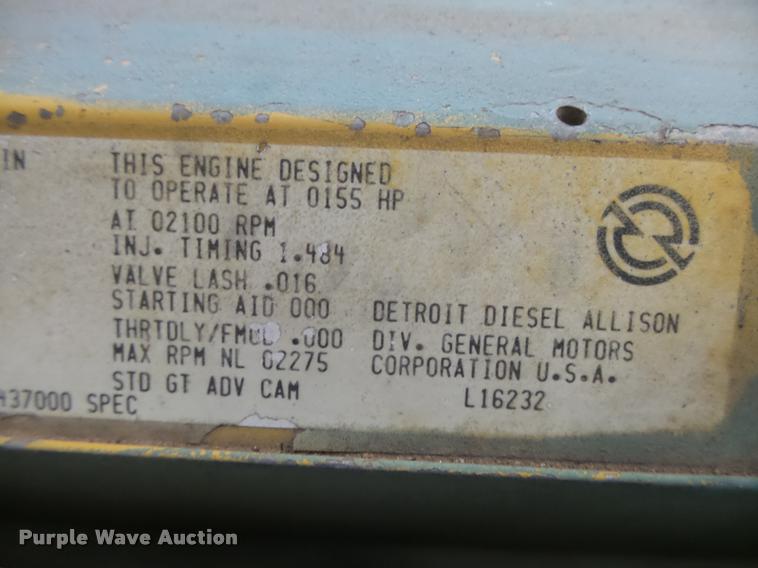 IN THIS ENGINE DESIGNED
TO OPERATE AT 0155 HP
AT 02100 RPM
INJ. TIMING 1.484
VALVE LASH .016
STARTING AID 000 DETROIT DIESEL ALLISON
.000 DIV. GENERAL MOTORS
MAX RPM NL 02275 CORPORATION U.S.A.
STD GT ADV CAM L16232
37000 SPEC
Purple Wave Auction